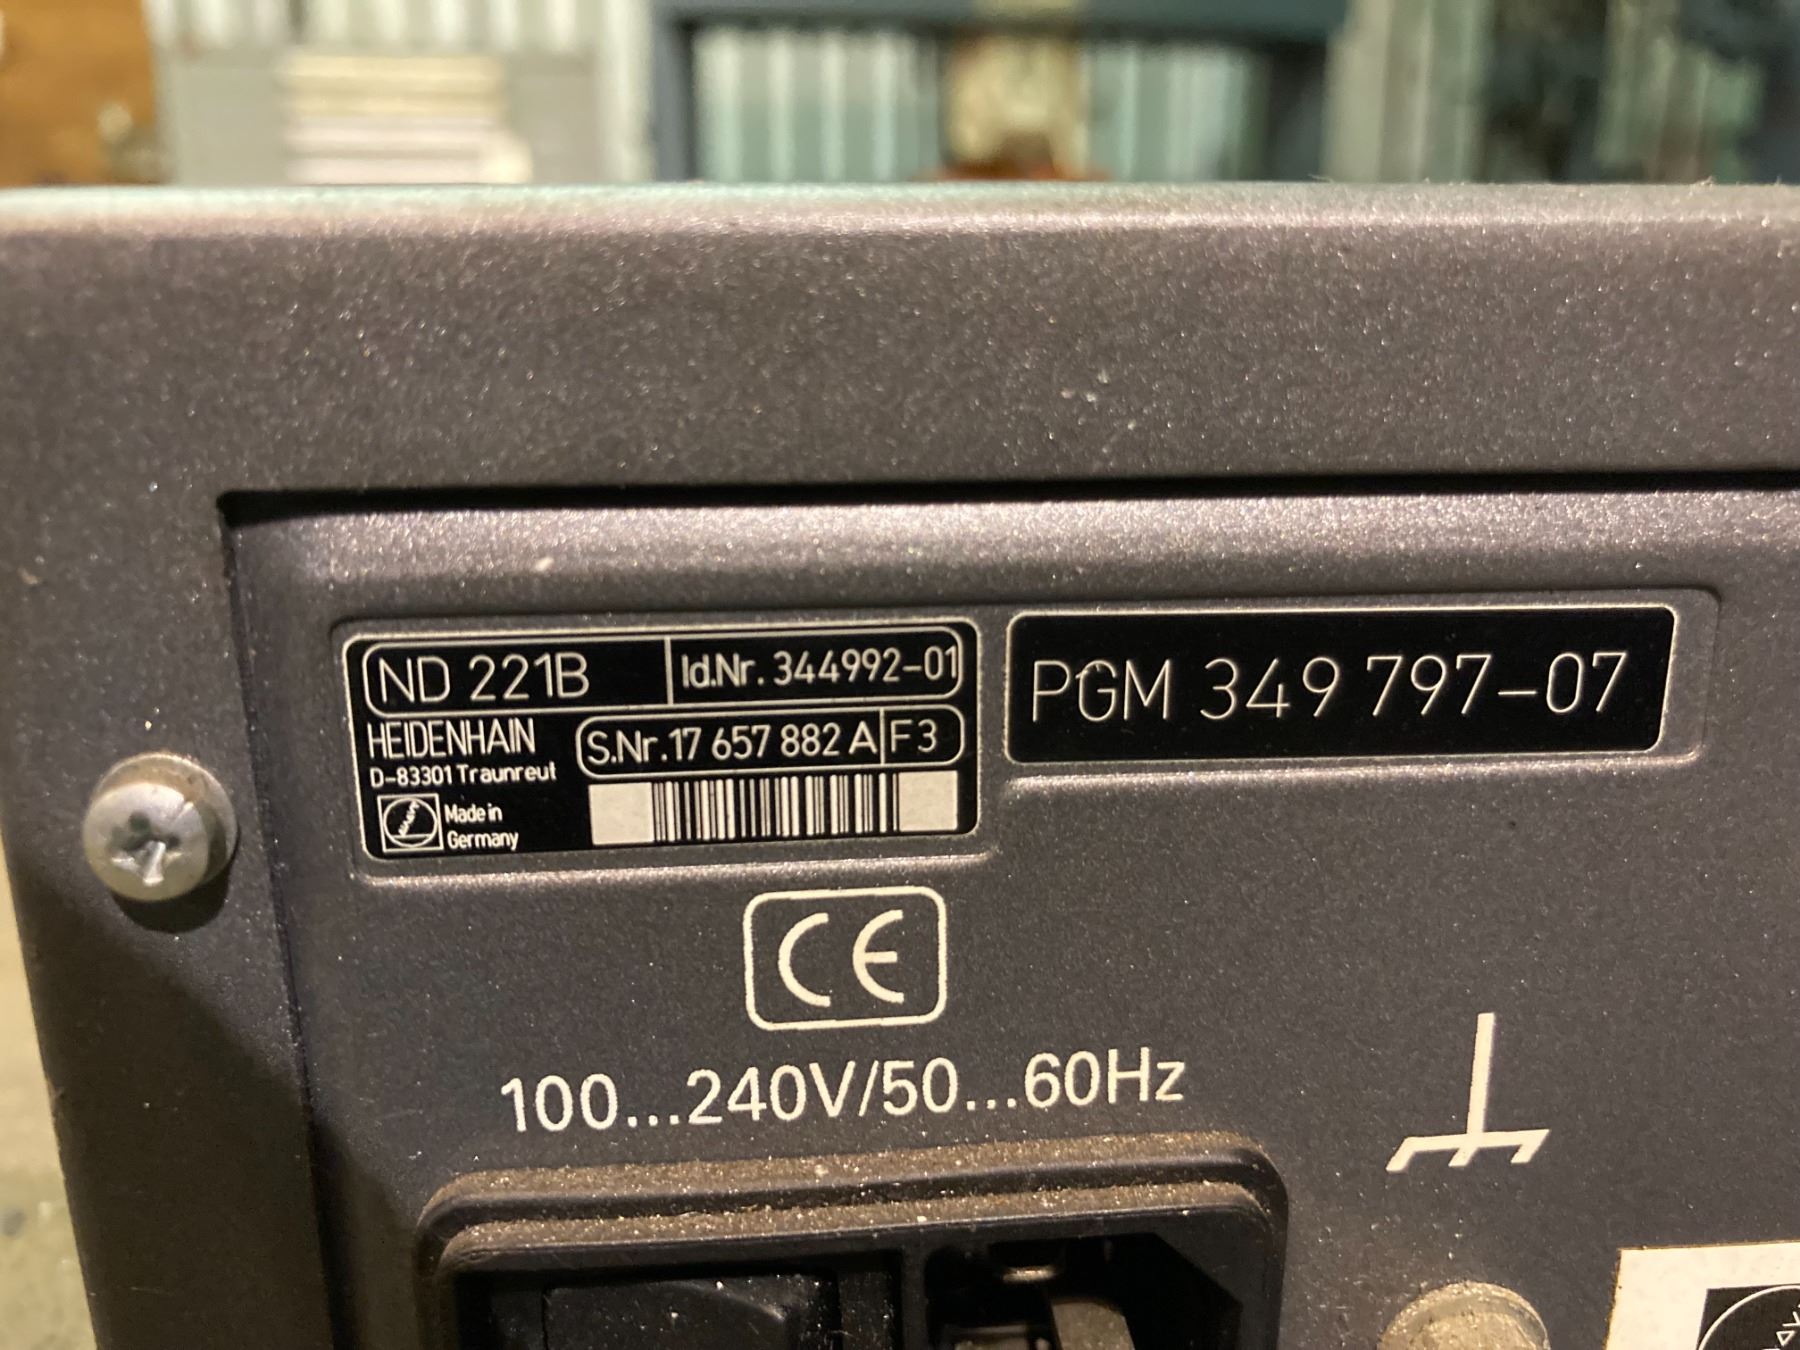 ND 221B
Id.Nr. 344992-01
HEIDENHAIN
D-83301 Traunreut
S.Nr. 17 657 882 A F3
Made in
Germany
PGM 349 797-07
CE
100...240V/50...60Hz